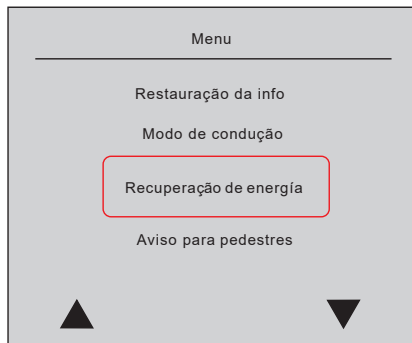 Menu
Restauração da info
Modo de condução
Recuperação de energía
Aviso para pedestres